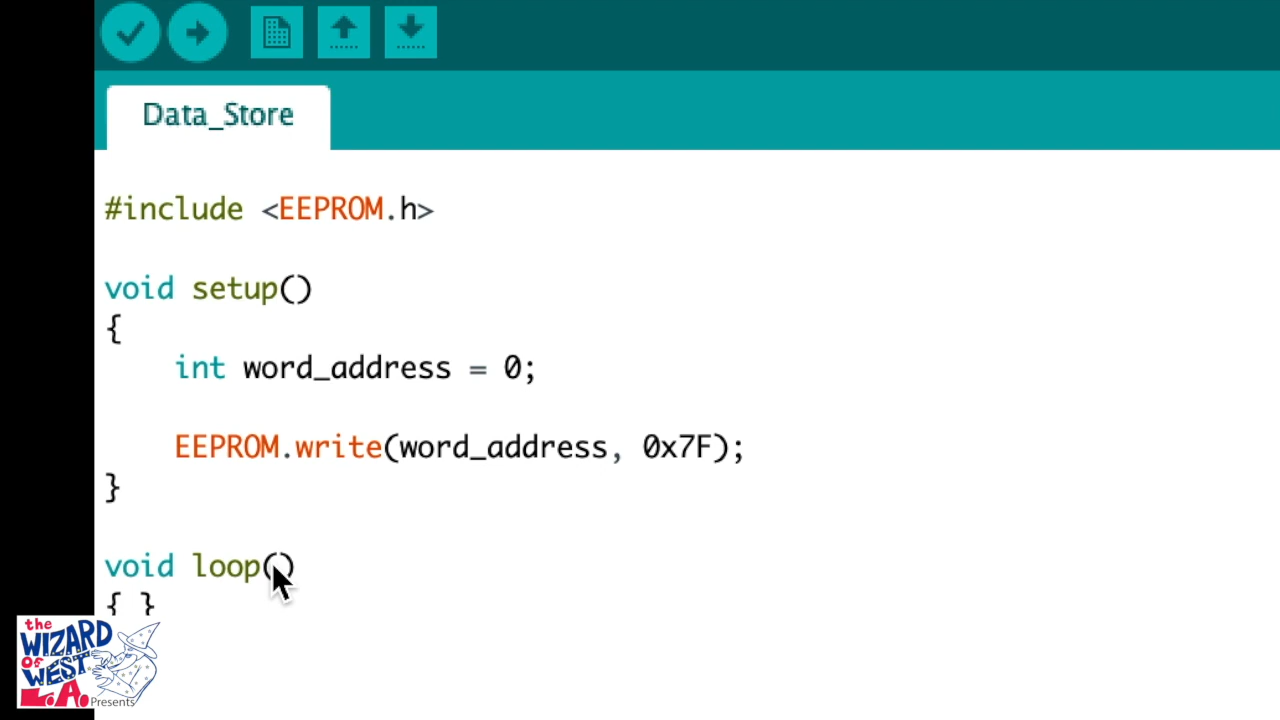 Data_Store
#include <EEPROM.h>
void setup()
{
int word_address = 0;
EEPROM.write(word_address, 0x7F);
}
void loop()
{ }
the
WIZARD
OF
WEST
L.A.
Presents